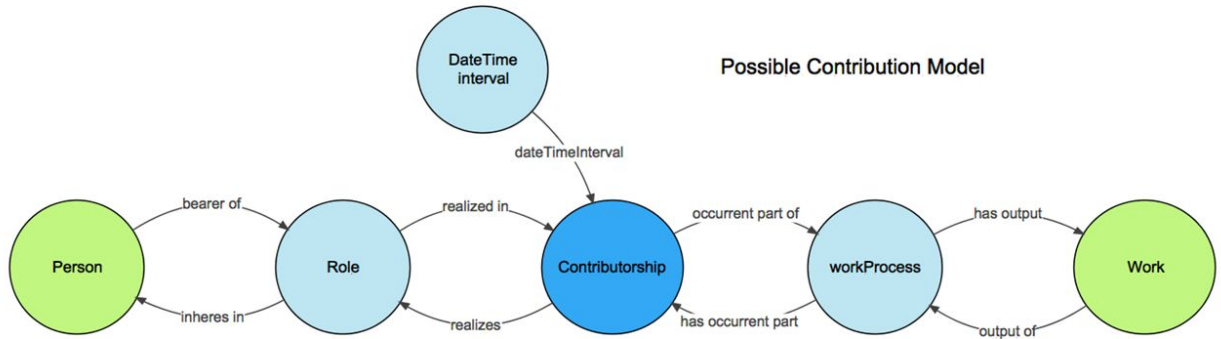 DateTime
interval
Possible Contribution Model
dateTimeInterval
bearer of
realized in
occurrent part of
has output
Person
Role
Contributorship
workProcess
Work
inheres in
realizes
has occurrent part
output of